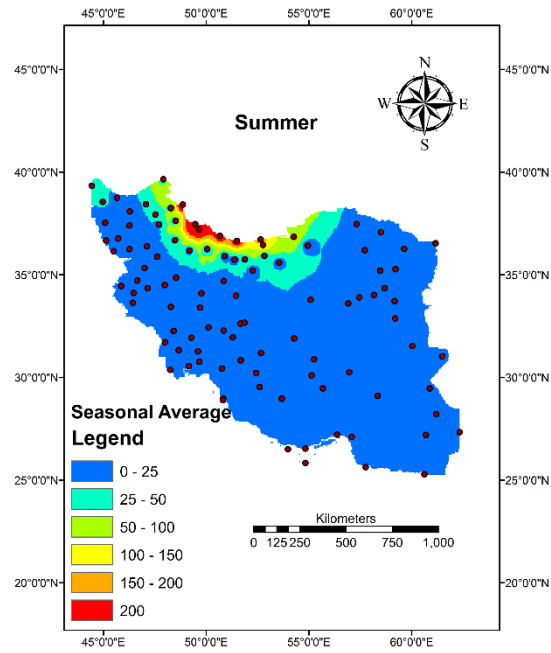 45°0'0"E 50°0'0"E 55°0'0"E 60°0'0"E
45°0'0"N 45°0'0"N
N
W E
S
Summer
40°0'0"N 40°0'0"N
35°0'0"N 35°0'0"N
30°0'0"N 30°0'0"N
Seasonal Average
Legend
0 - 25
25°0'0"N 25°0'0"N
25 - 50
50 - 100
Kilometers
100 - 150
0 125 250 500 750 1,000
150 - 200
20°0'0"N 20°0'0"N
200
45°0'0"E 50°0'0"E 55°0'0"E 60°0'0"E